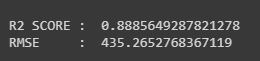 R2 SCORE :  0.8885649287821278
RMSE     :  435.2652768367119